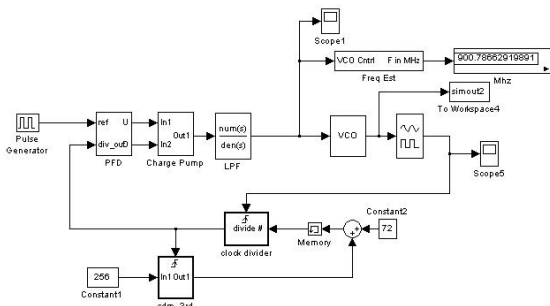 Scope1
VCO Cntrl F in MHz
Freq Est
900.78662919891
Mhz
simout2
To Workspace4
Pulse Generator
ref U
div_outD
PFD
In1
In2
Out1
Charge Pump
num(s)
den(s)
LPF
VCO
Scope5
divide #
clock divider
Memory
Constant2
72
256
Constant1
In1 Out1